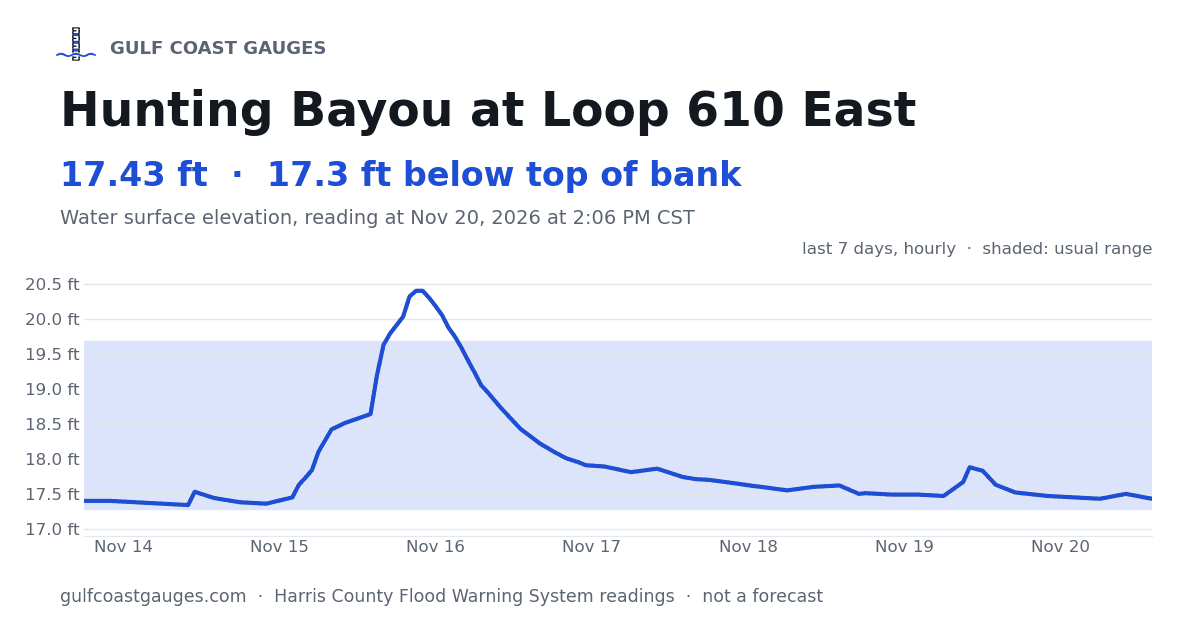 GULF COAST GAUGES
Hunting Bayou at Loop 610 East
17.43 ft · 17.3 ft below top of bank
Water surface elevation, reading at Nov 20, 2026 at 2:06 PM CST
last 7 days, hourly · shaded: usual range
20.5 ft
20.0 ft
19.5 ft
19.0 ft
18.5 ft
18.0 ft
17.5 ft
17.0 ft
Nov 14 Nov 15 Nov 16 Nov 17 Nov 18 Nov 19 Nov 20
gulfcoastgauges.com · Harris County Flood Warning System readings · not a forecast